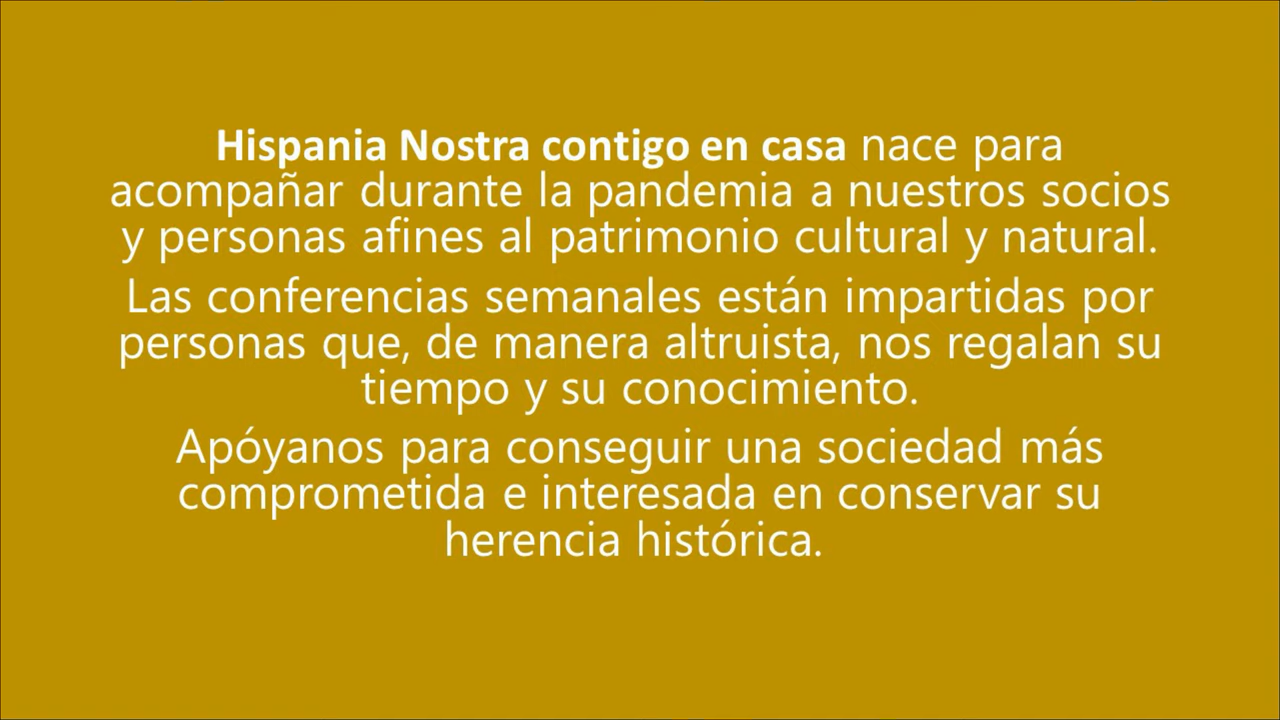 Hispania Nostra contigo en casa nace para
acompañar durante la pandemia a nuestros socios
y personas afines al patrimonio cultural y natural.
Las conferencias semanales están impartidas por
personas que, de manera altruista, nos regalan su
tiempo y su conocimiento.
Apóyanos para conseguir una sociedad más
comprometida e interesada en conservar su
herencia histórica.